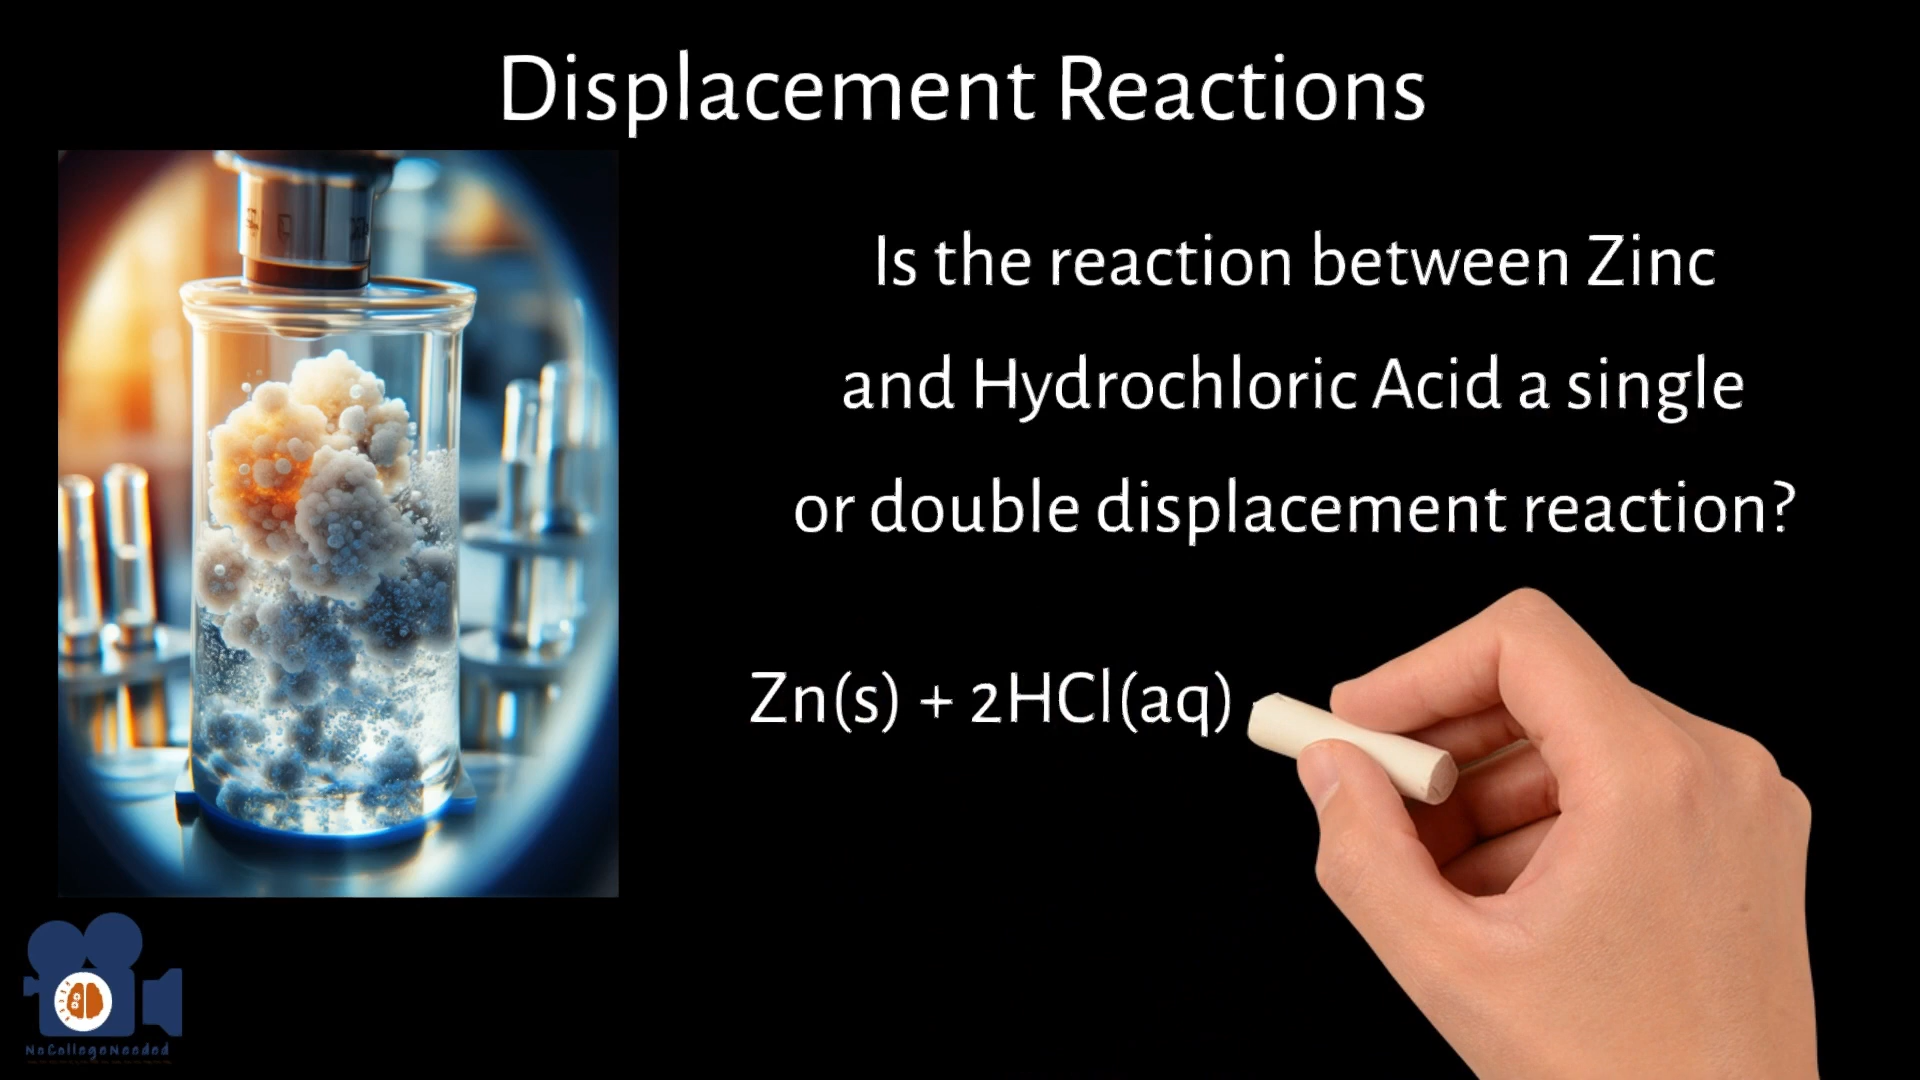 Displacement Reactions
Is the reaction between Zinc
and Hydrochloric Acid a single
or double displacement reaction?
Zn(s) + 2HCl(aq)
NoCollegeNeeded